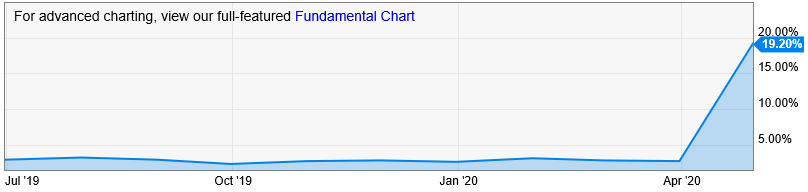 For advanced charting, view our full-featured Fundamental Chart
20.00%
19.20%
15.00%
10.00%
5.00%
Jul '19 Oct '19 Jan '20 Apr '20